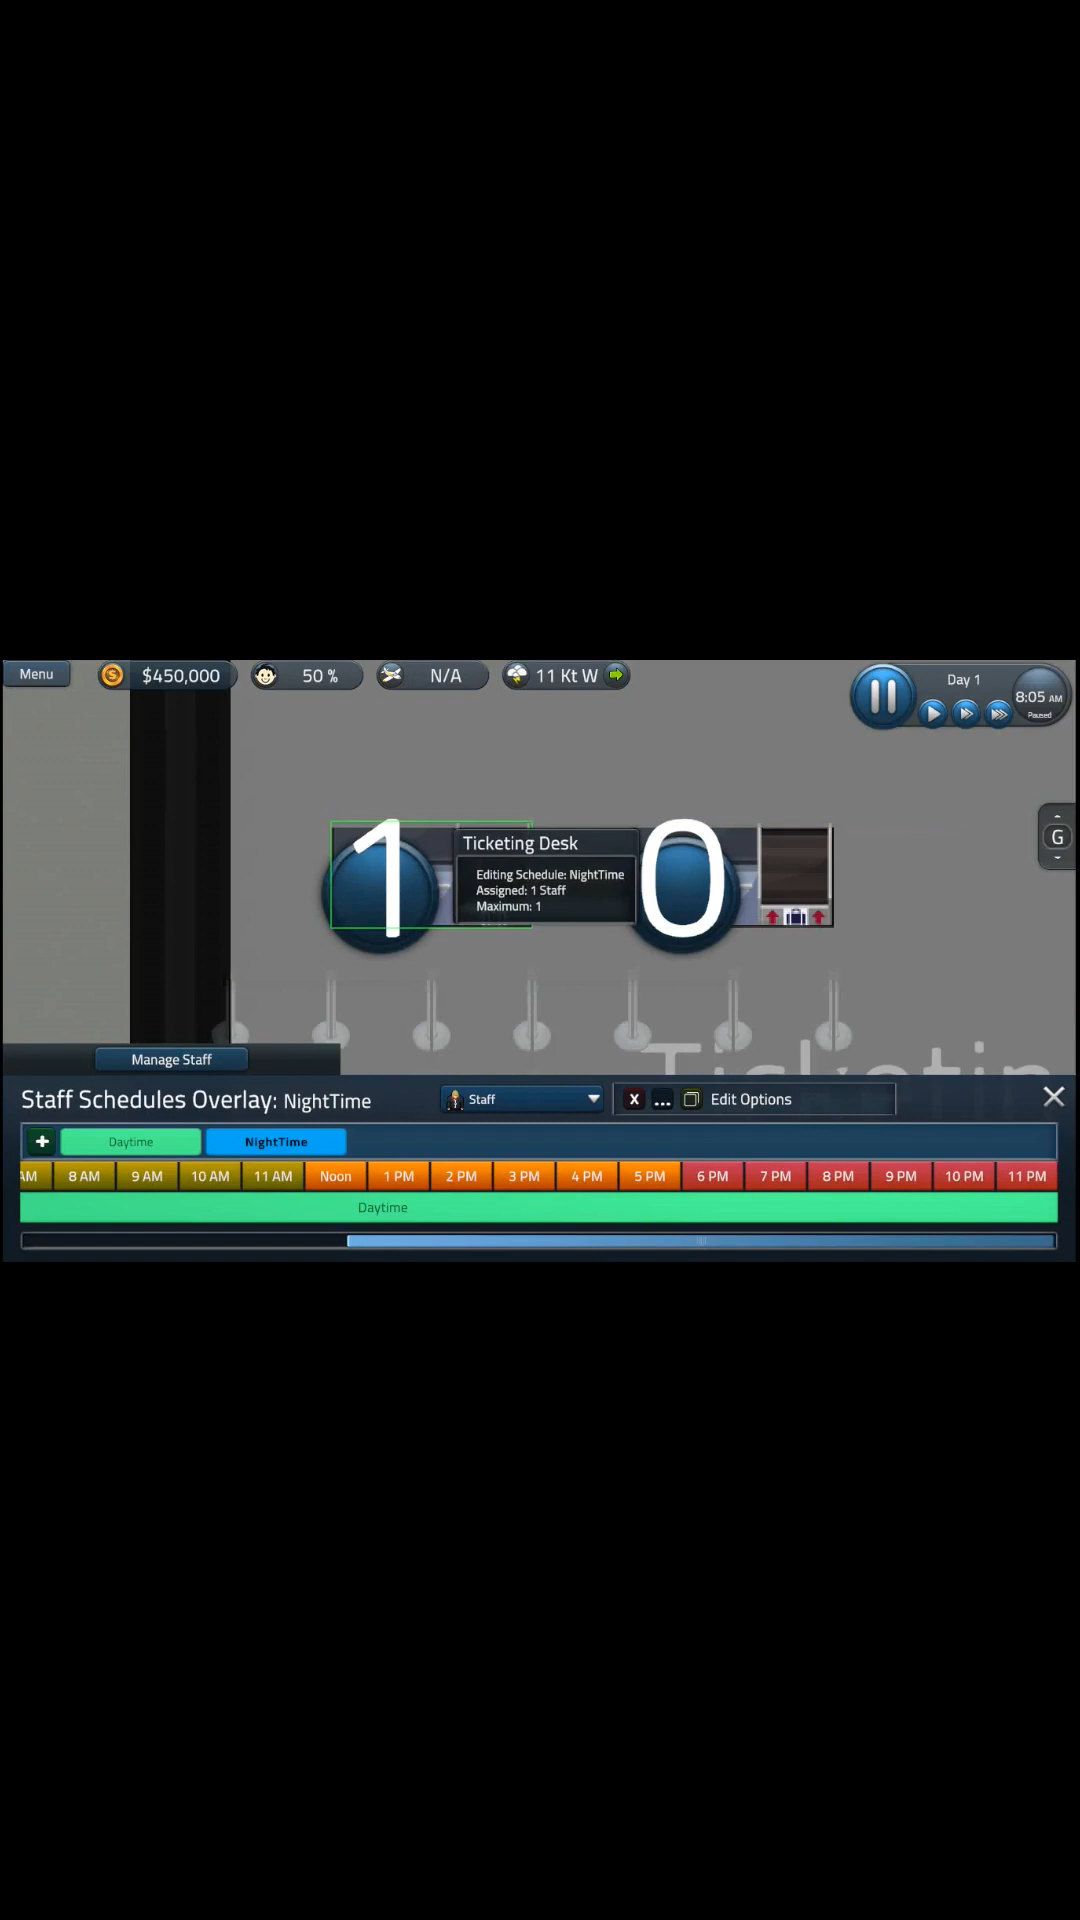 Menu
$450,000
50 %
N/A
11 Kt W
Day 1
8:05 AM
Paused
1
Ticketing Desk
0
G
Editing Schedule: NightTime
Assigned: 1 Staff
Maximum: 1
Manage Staff
Staff Schedules Overlay: NightTime
Staff
X
...
Edit Options
Daytime
NightTime
AM 8 AM 9 AM 10 AM 11 AM Noon 1 PM 2 PM 3 PM 4 PM 5 PM 6 PM 7 PM 8 PM 9 PM 10 PM 11 PM
Daytime